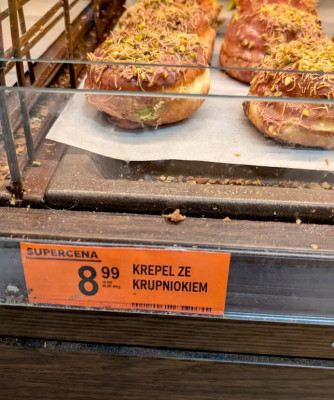 SUPERCENA
8 99
KREPEL ZE
KRUPNIOKIEM